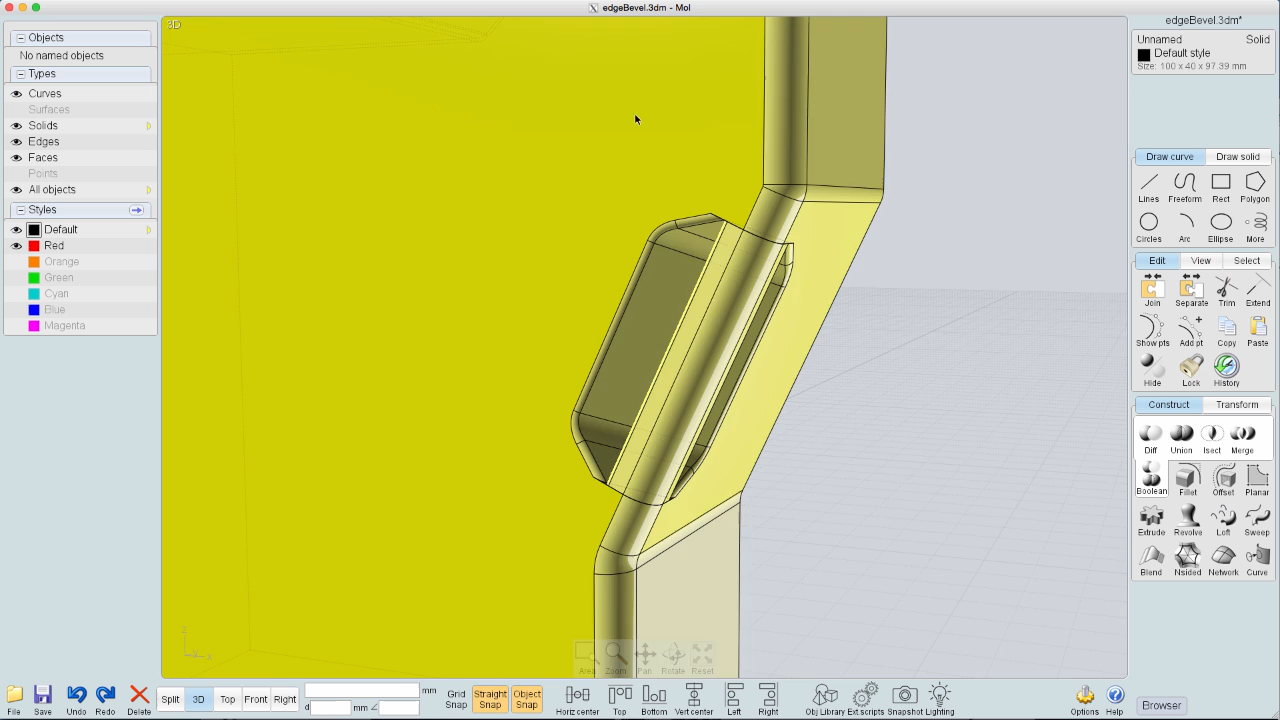 edgeBevel.3dm - MoI
Objects
No named objects
Types
Curves
Surfaces
Solids
Edges
Faces
Points
All objects
Styles
Default
Red
Orange
Green
Cyan
Blue
Magenta
3D
z
x
Area Zoom Pan Rotate Reset
edgeBevel.3dm*
Unnamed Solid
Default style
Size: 100 x 40 x 97.39 mm
Draw curve Draw solid
Lines Freeform Rect Polygon
Circles Arc Ellipse More
Edit View Select
Join Separate Trim Extend
Show pts Add pt Copy Paste
Hide Lock History
Construct Transform
Diff Union Isect Merge
Boolean Fillet Offset Planar
Extrude Revolve Loft Sweep
Blend Nsided Network Curve
File Save Undo Redo Delete
Split 3D Top Front Right
mm
d mm
Grid Snap
Straight Snap
Object Snap
Horiz center Top Bottom Vert center Left Right
Obj Library Ext.scripts Snapshot Lighting
Options Help
Browser